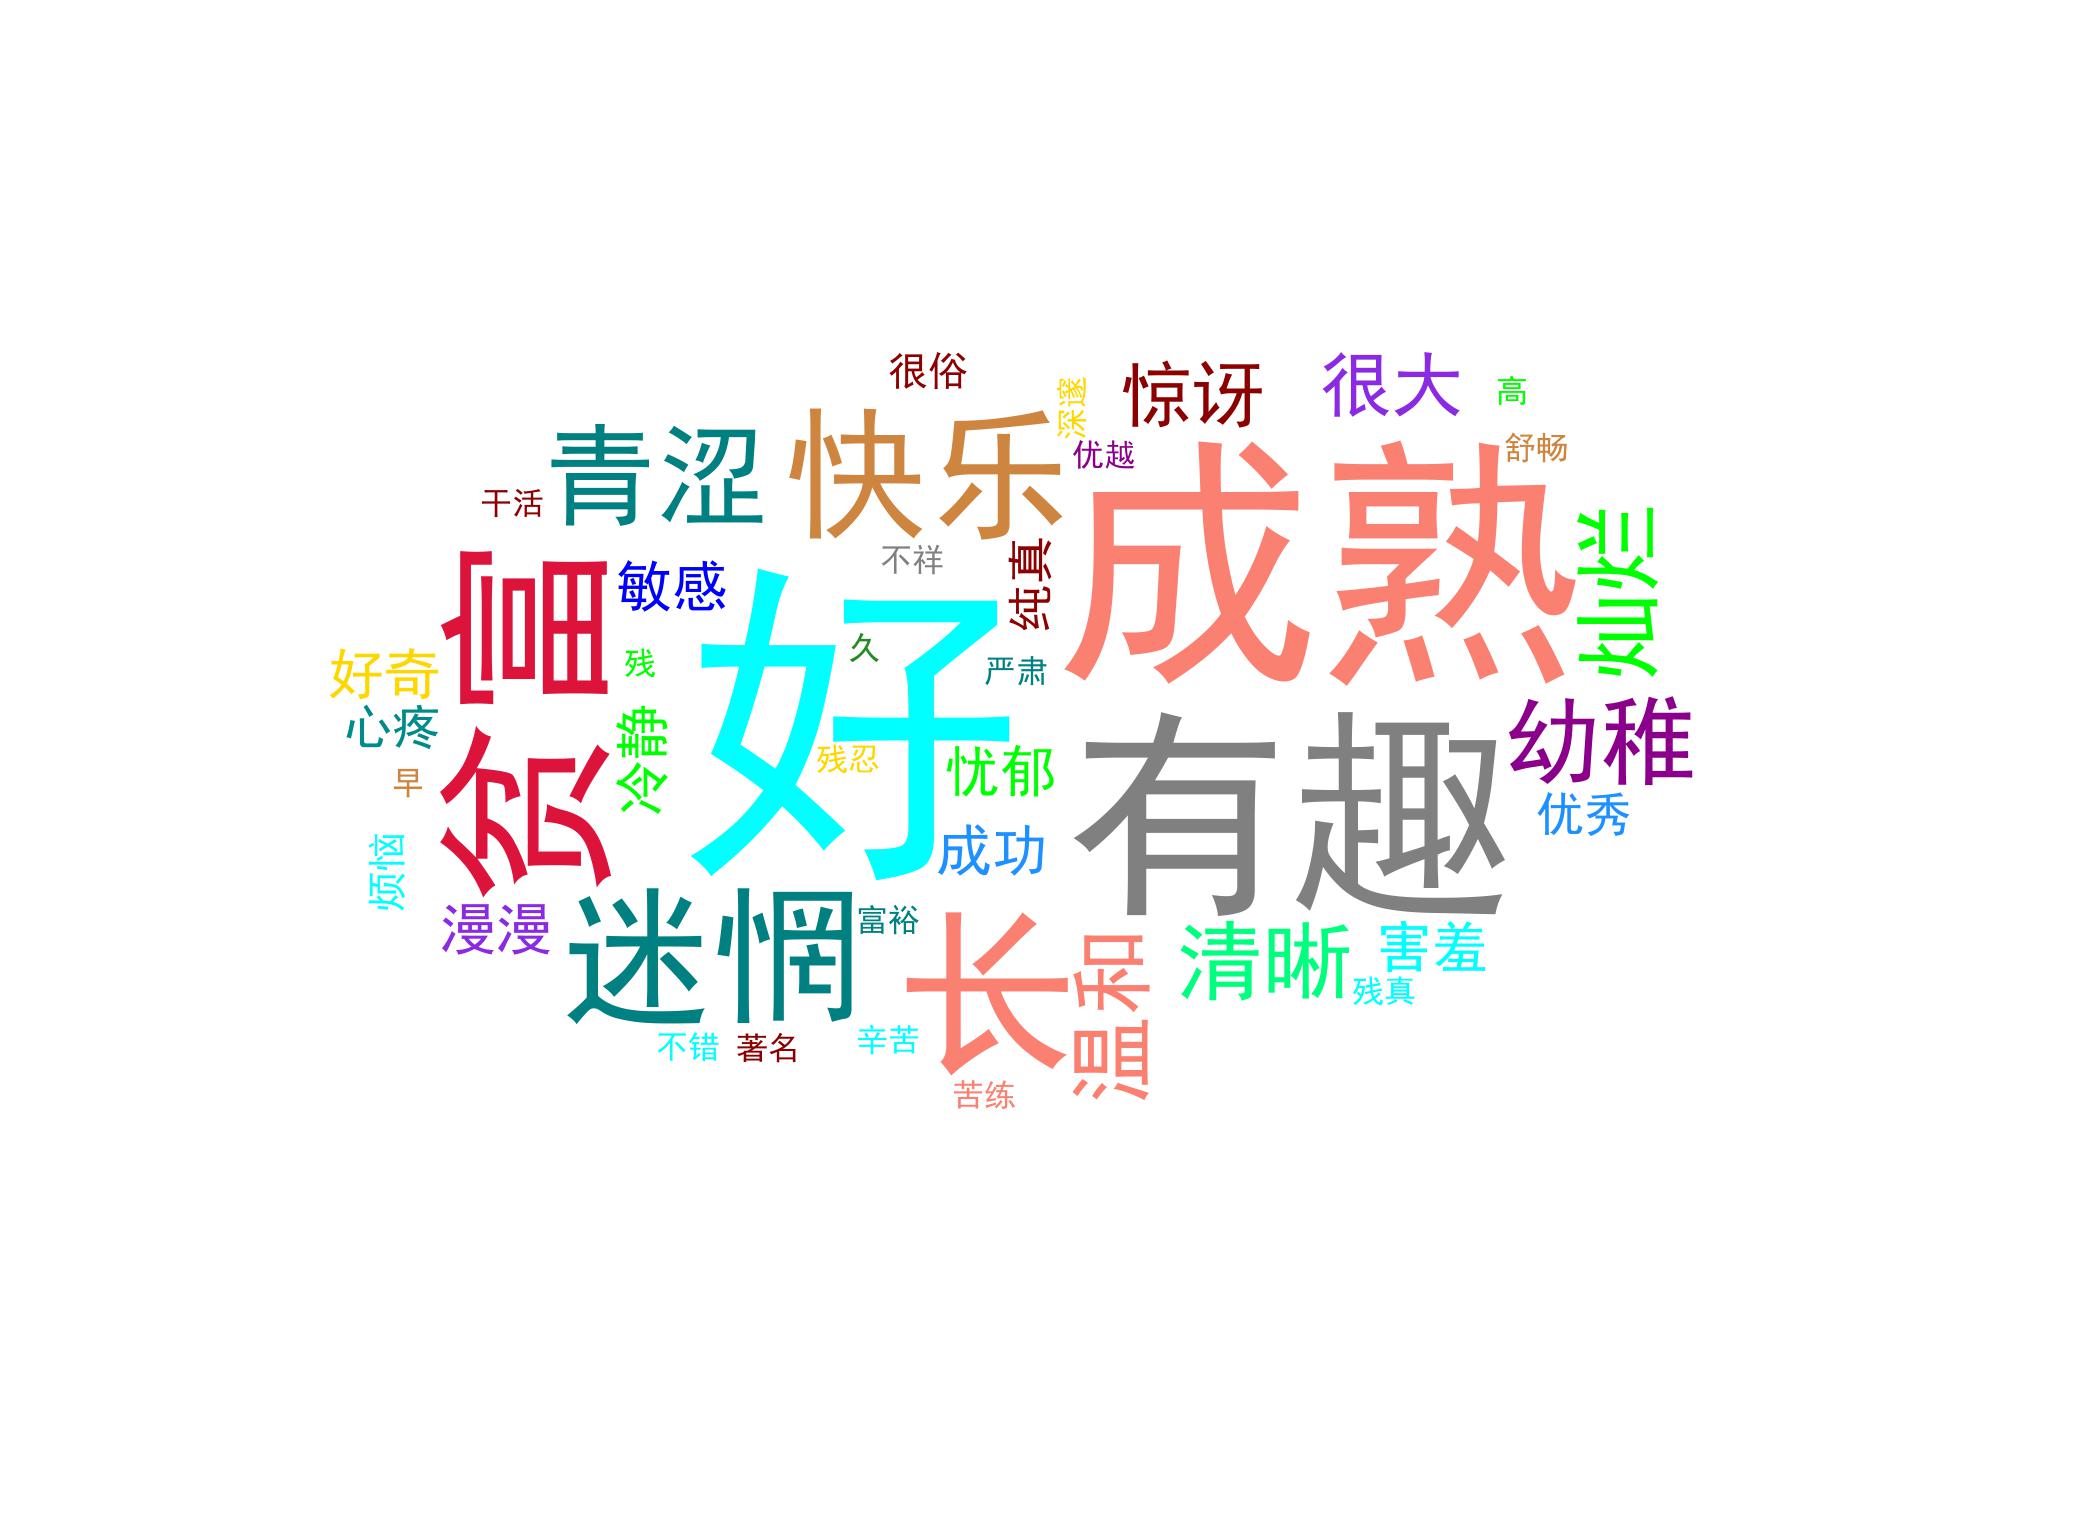 很俗
深邃
惊讶
很大
高
青涩
快乐
优越
成熟
舒畅
干活
灿烂
贫富
敏感
不祥
纯真
好
久
残
严肃
好奇
心疼
冷静
残忍
忧郁
有趣
幼稚
早
优秀
成功
烦恼
漫漫
迷惘
富裕
长
温和
清晰
害羞
残真
不错
著名
辛苦
苦练